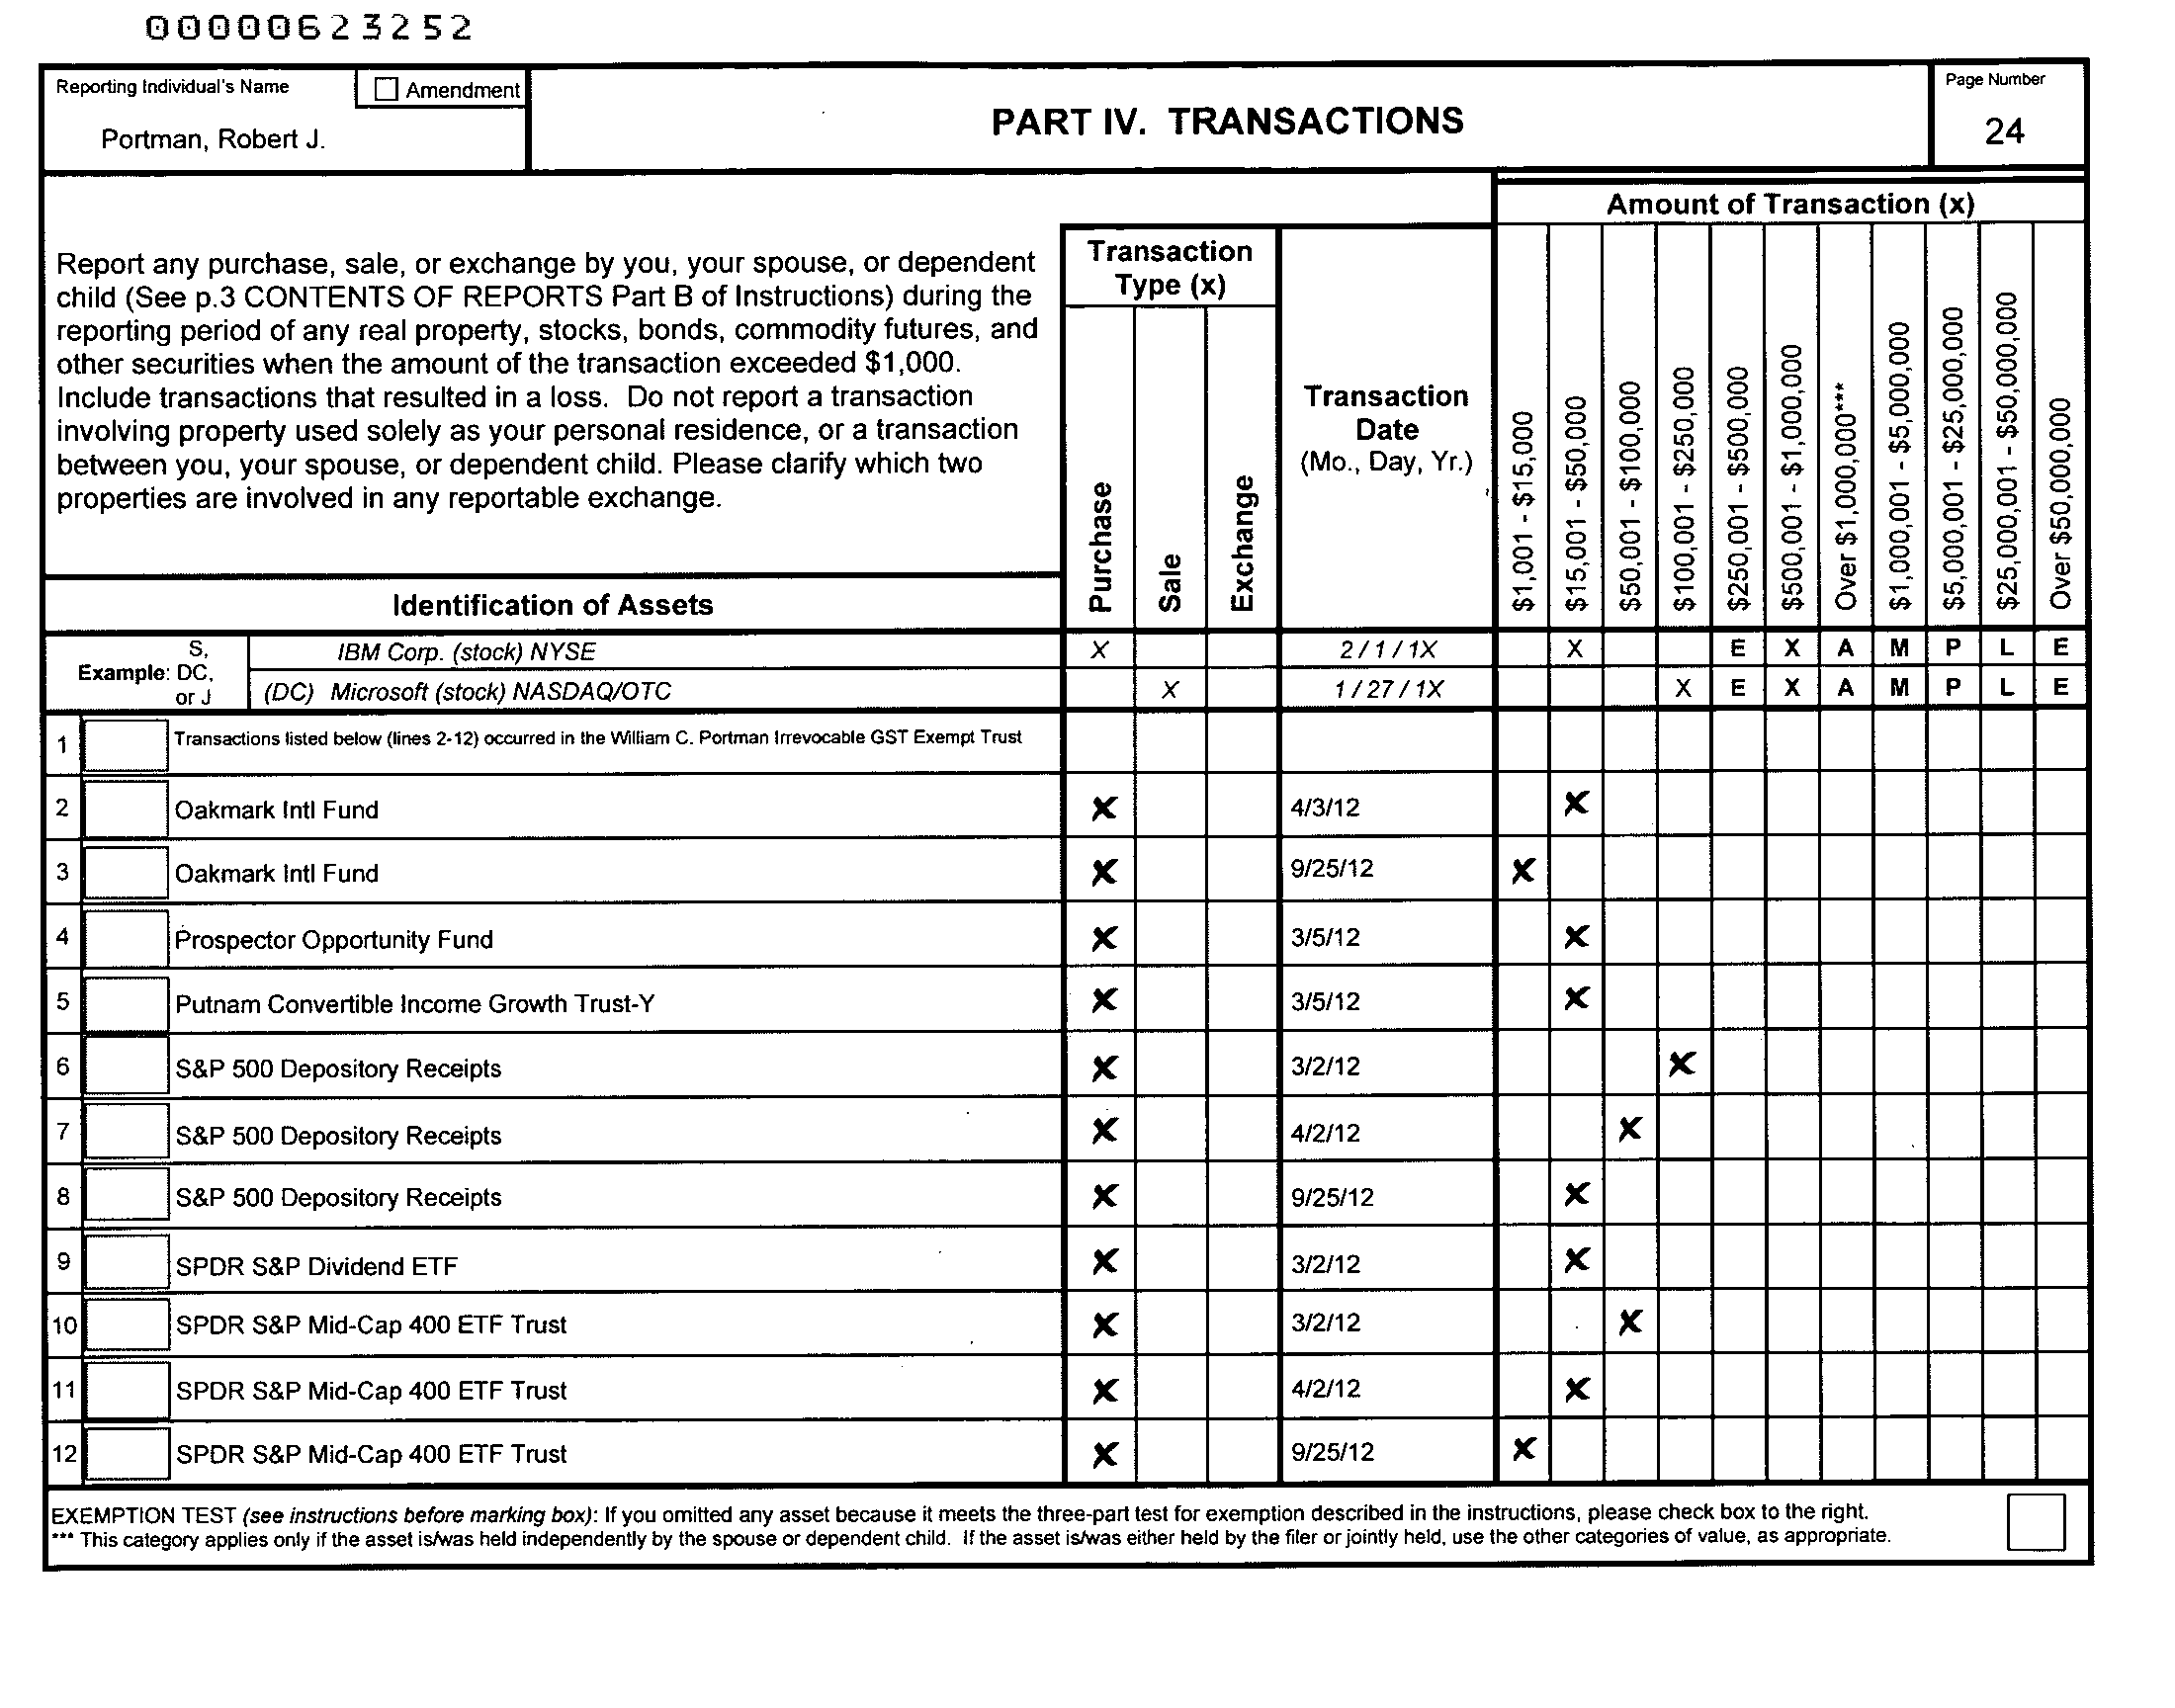 00000623252
Reporting Individual's Name
☐ Amendment
Portman, Robert J.
PART IV. TRANSACTIONS
Page Number
24
Report any purchase, sale, or exchange by you, your spouse, or dependent
child (See p.3 CONTENTS OF REPORTS Part B of Instructions) during the
reporting period of any real property, stocks, bonds, commodity futures, and
other securities when the amount of the transaction exceeded $1,000.
Include transactions that resulted in a loss. Do not report a transaction
involving property used solely as your personal residence, or a transaction
between you, your spouse, or dependent child. Please clarify which two
properties are involved in any reportable exchange.
Identification of Assets
Transaction
Type (x)
Purchase
Sale
Exchange
Transaction
Date
(Mo., Day, Yr.)
Amount of Transaction (x)
$1,001 - $15,000
$15,001 - $50,000
$50,001 - $100,000
$100,001 - $250,000
$250,001 - $500,000
$500,001 - $1,000,000
Over $1,000,000***
$1,000,001 - $5,000,000
$5,000,001 - $25,000,000
$25,000,001 - $50,000,000
Over $50,000,000
Example: S, DC, or J
IBM Corp. (stock) NYSE X 2 / 1 / 1X X E X A M P L E
(DC) Microsoft (stock) NASDAQ/OTC X 1 / 27 / 1X X E X A M P L E
1 Transactions listed below (lines 2-12) occurred in the William C. Portman Irrevocable GST Exempt Trust
2 Oakmark Intl Fund X 4/3/12 X
3 Oakmark Intl Fund X 9/25/12 X
4 Prospector Opportunity Fund X 3/5/12 X
5 Putnam Convertible Income Growth Trust-Y X 3/5/12 X
6 S&P 500 Depository Receipts X 3/2/12 X
7 S&P 500 Depository Receipts X 4/2/12 X
8 S&P 500 Depository Receipts X 9/25/12 X
9 SPDR S&P Dividend ETF X 3/2/12 X
10 SPDR S&P Mid-Cap 400 ETF Trust X 3/2/12 X
11 SPDR S&P Mid-Cap 400 ETF Trust X 4/2/12 X
12 SPDR S&P Mid-Cap 400 ETF Trust X 9/25/12 X
EXEMPTION TEST (see instructions before marking box): If you omitted any asset because it meets the three-part test for exemption described in the instructions, please check box to the right.
*** This category applies only if the asset is/was held independently by the spouse or dependent child. If the asset is/was either held by the filer or jointly held, use the other categories of value, as appropriate.